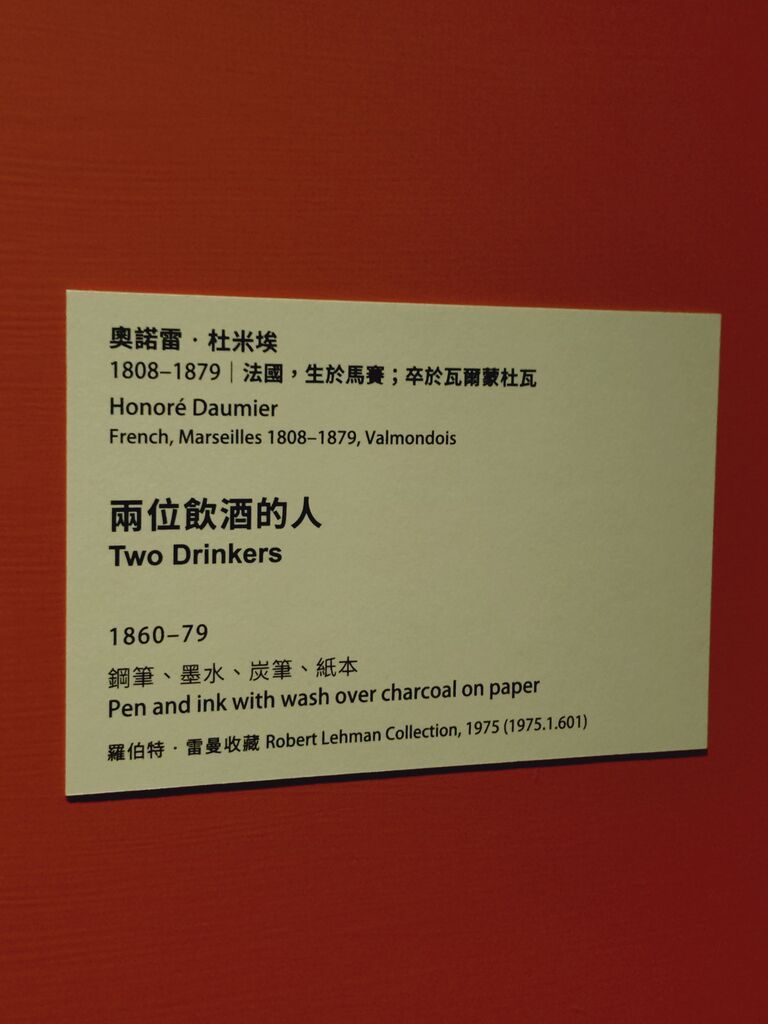 奧諾雷．杜米埃
1808–1879｜法國，生於馬賽；卒於瓦爾蒙杜瓦
Honoré Daumier
French, Marseilles 1808–1879, Valmondois
兩位飲酒的人
Two Drinkers
1860–79
鋼筆、墨水、炭筆、紙本
Pen and ink with wash over charcoal on paper
羅伯特．雷曼收藏 Robert Lehman Collection, 1975 (1975.1.601)